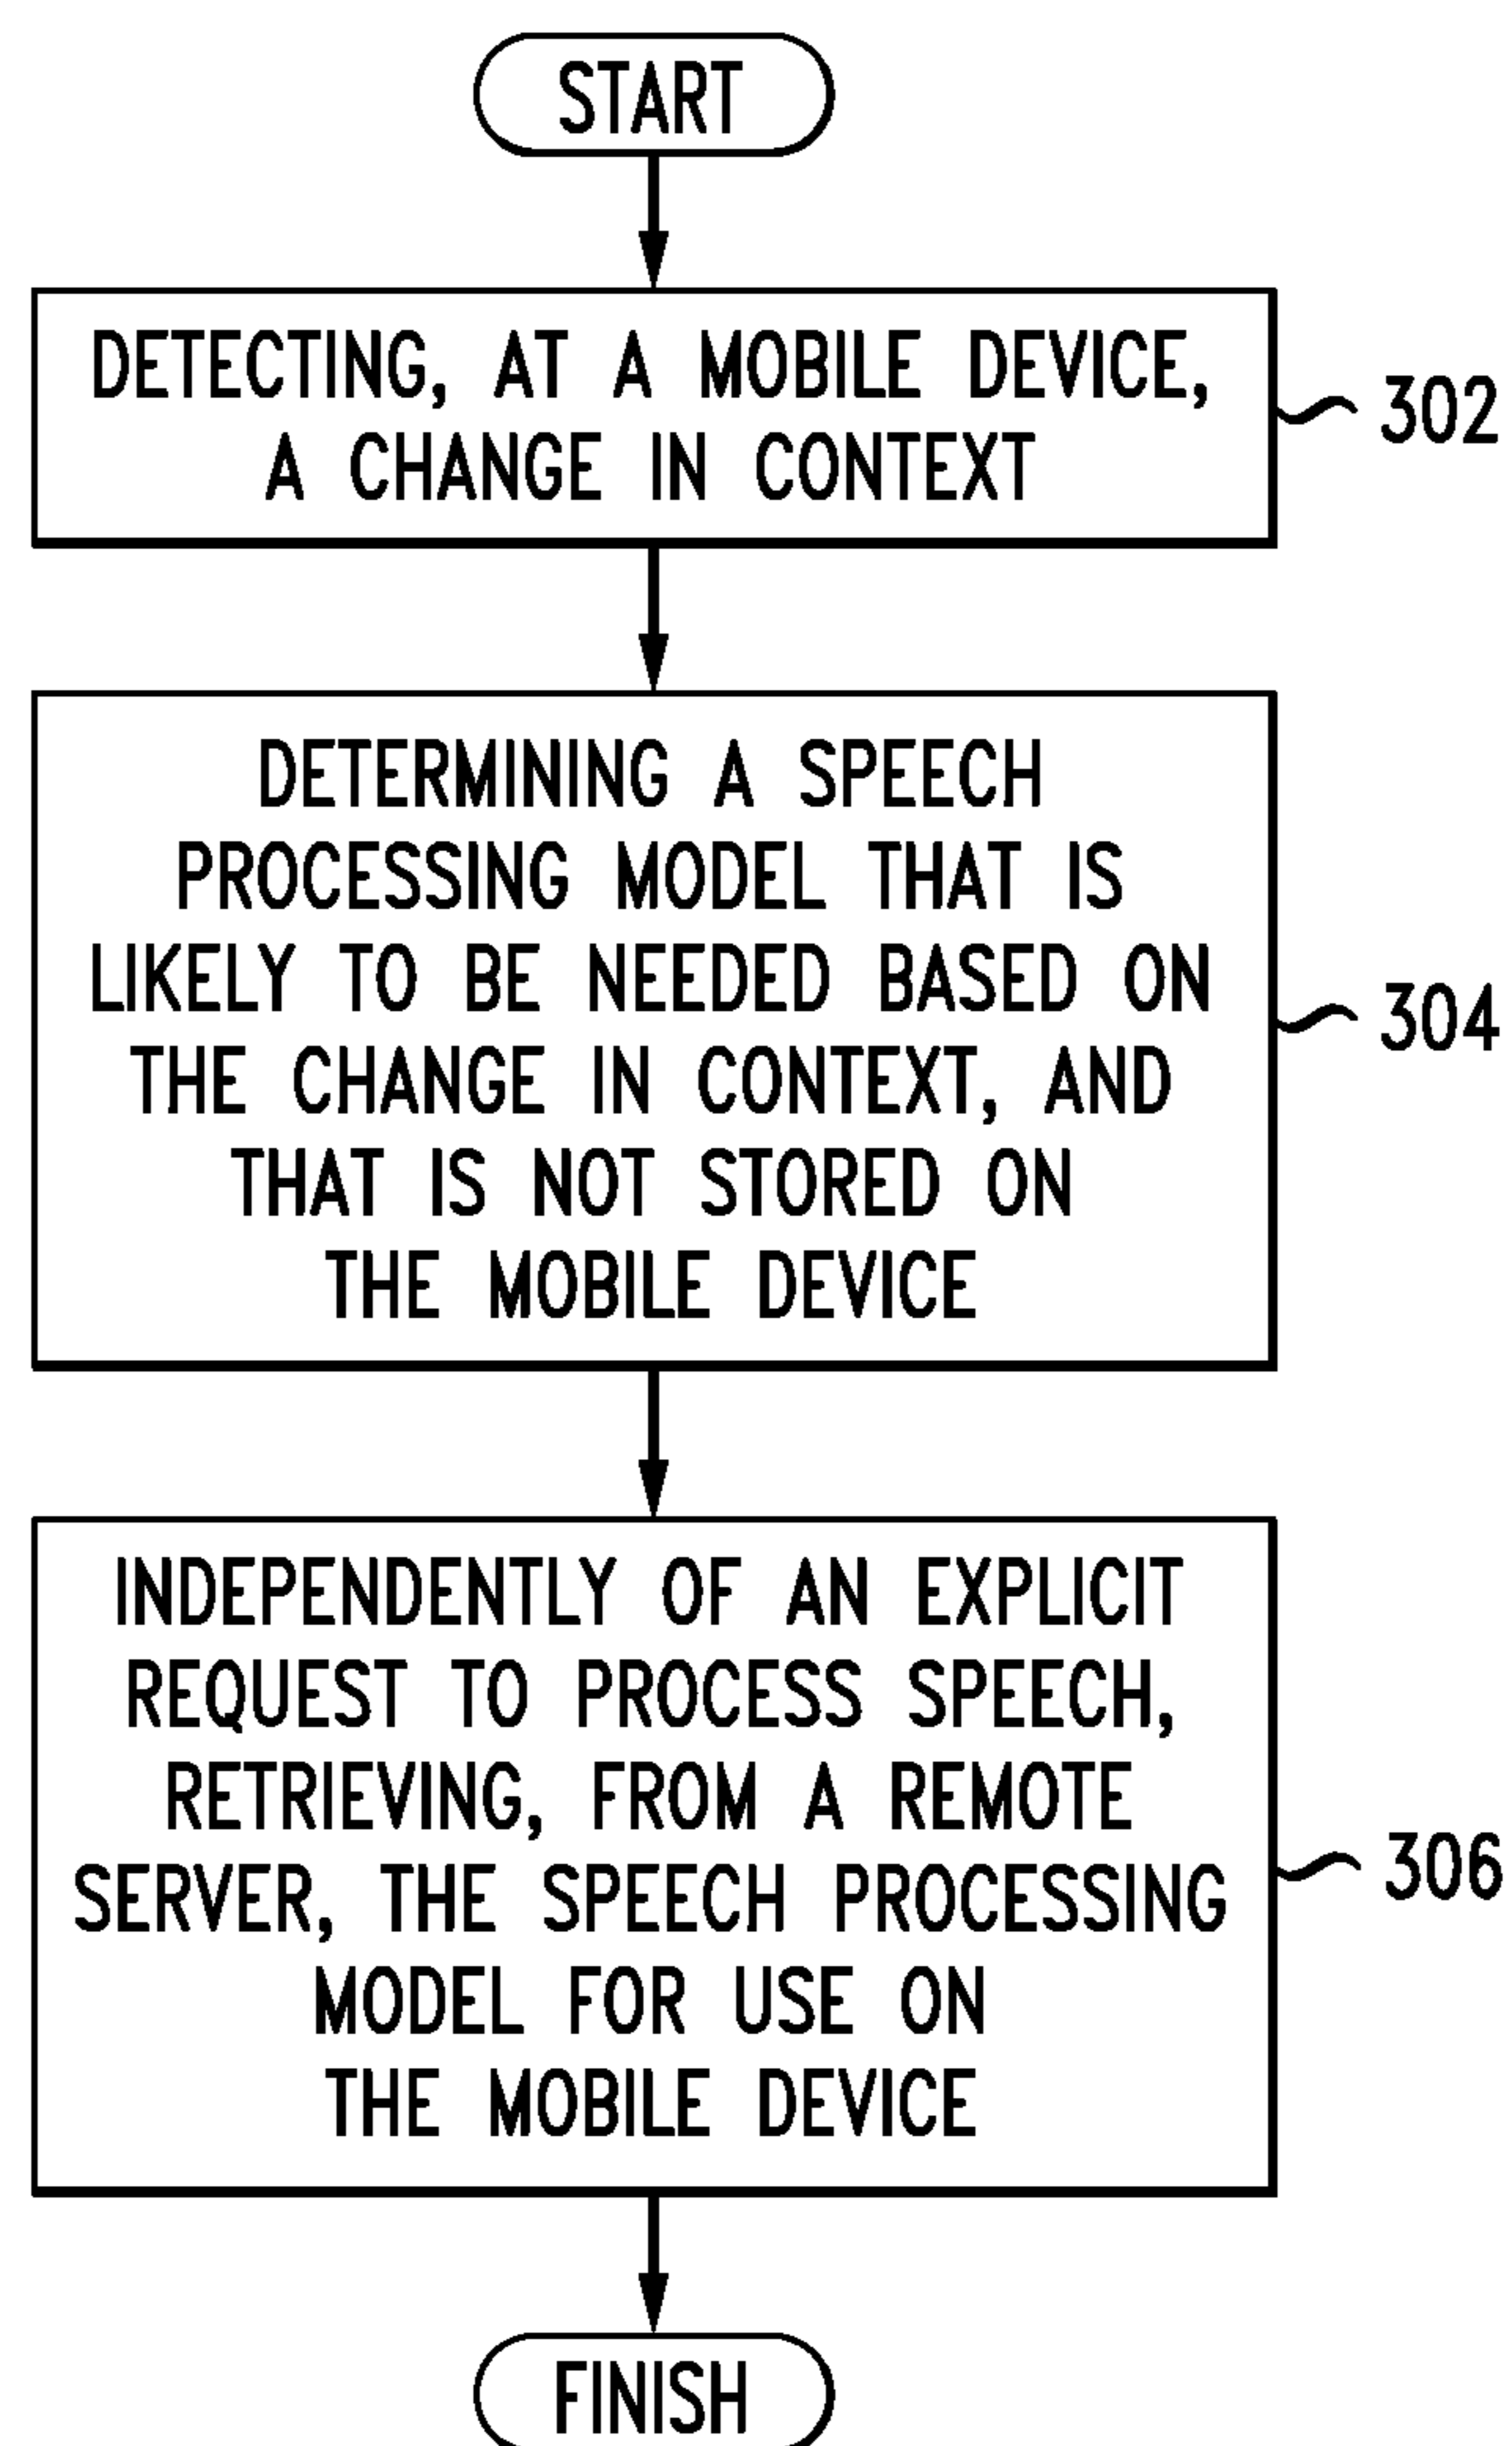 START
DETECTING, AT A MOBILE DEVICE,
A CHANGE IN CONTEXT
302
DETERMINING A SPEECH
PROCESSING MODEL THAT IS
LIKELY TO BE NEEDED BASED ON
THE CHANGE IN CONTEXT, AND
THAT IS NOT STORED ON
THE MOBILE DEVICE
304
INDEPENDENTLY OF AN EXPLICIT
REQUEST TO PROCESS SPEECH,
RETRIEVING, FROM A REMOTE
SERVER, THE SPEECH PROCESSING
MODEL FOR USE ON
THE MOBILE DEVICE
306
FINISH